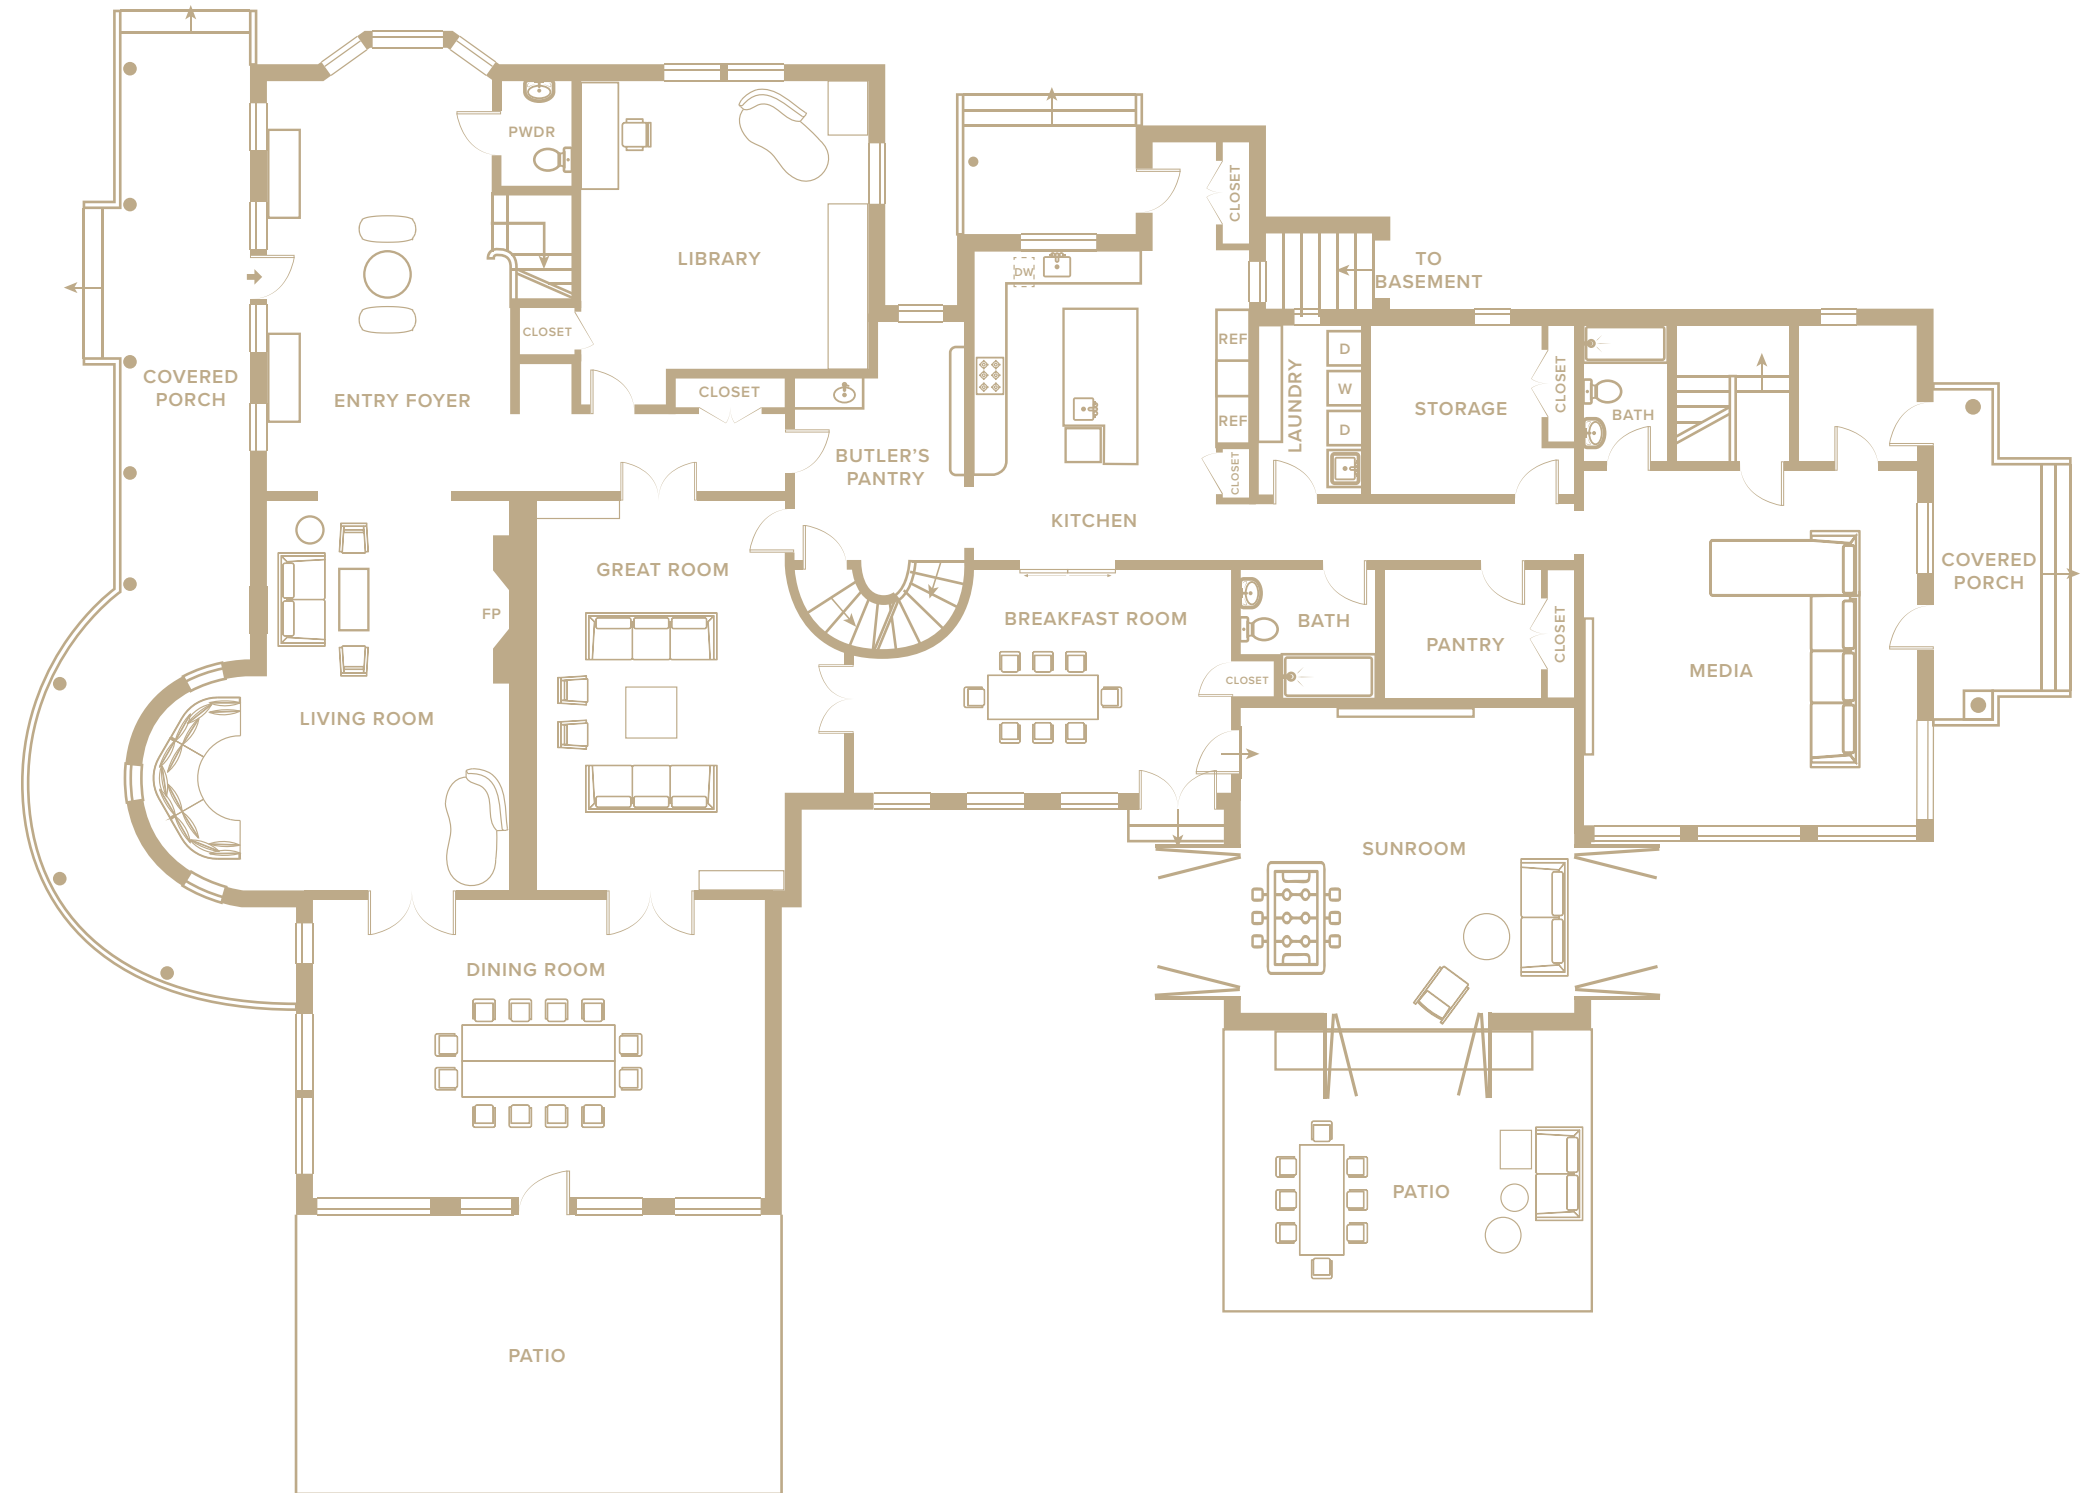 PWDR
CLOSET
LIBRARY
TO
BASEMENT
DW
CLOSET
REF
D
COVERED
PORCH
ENTRY FOYER
CLOSET
LAUNDRY
W
STORAGE
CLOSET
BATH
REF
D
BUTLER'S
PANTRY
CLOSET
KITCHEN
GREAT ROOM
COVERED
PORCH
FP
BREAKFAST ROOM
BATH
PANTRY
CLOSET
MEDIA
CLOSET
LIVING ROOM
SUNROOM
DINING ROOM
PATIO
PATIO
CLOSET